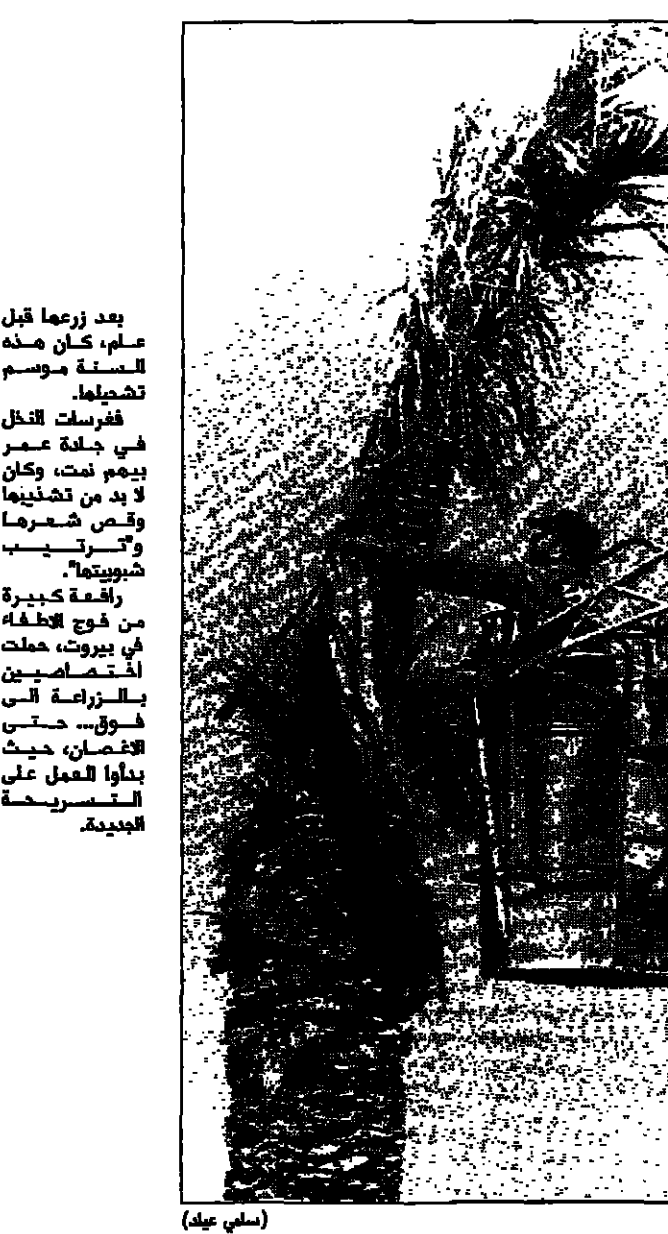 بعد زرعها قبل
عام، كان هذه
السنة موسم
تشحيلها.
فغرسات النخل
في جادة عمر
بيهم نمت، وكان
لا بد من تشذيبها
وقص شعرها
و"ترتيب
شبوبيتها".
رافعة كبيرة
من فوج الاطفاء
في بيروت، حملت
اختصاصيين
بالزراعة الى
فوق... حتى
الاغصان، حيث
بدأوا العمل على
التسريحة
الجديدة.
(سامي عياد)